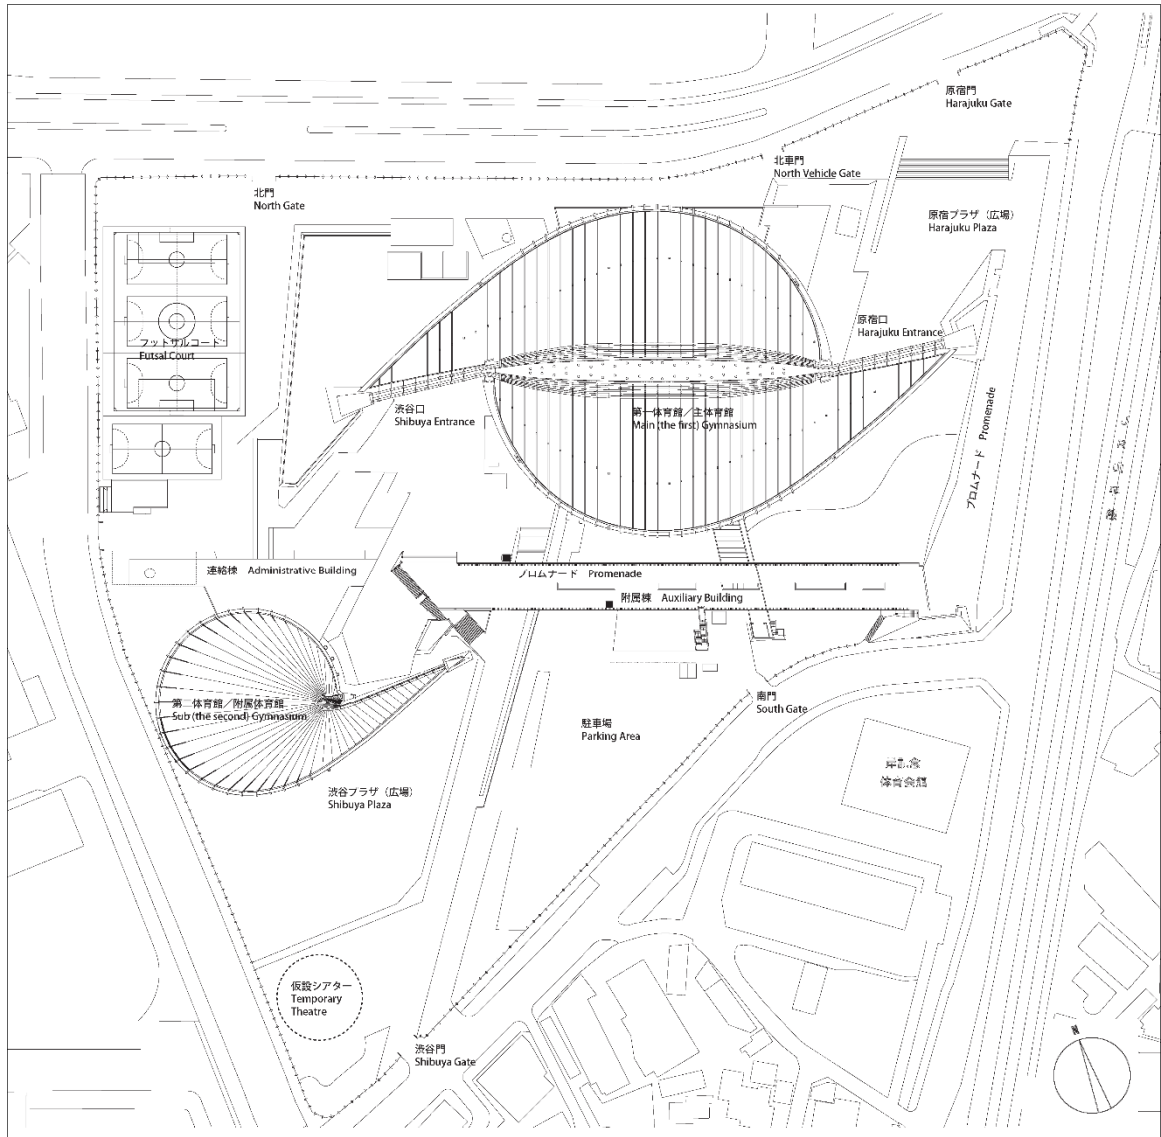 原宿門
Harajuku Gate
北車門
North Vehicle Gate
北門
North Gate
原宿プラザ（広場）
Harajuku Plaza
原宿口
Harajuku Entrance
フットサルコート
Futsal Court
渋谷口
Shibuya Entrance
第一体育館／主体育館
Main (the first) Gymnasium
プロムナード Promenade
連絡棟 Administrative Building
プロムナード Promenade
附属棟 Auxiliary Building
第二体育館／附属体育館
Sub (the second) Gymnasium
南門
South Gate
駐車場
Parking Area
体育会館
渋谷プラザ（広場）
Shibuya Plaza
仮設シアター
Temporary
Theatre
渋谷門
Shibuya Gate
N